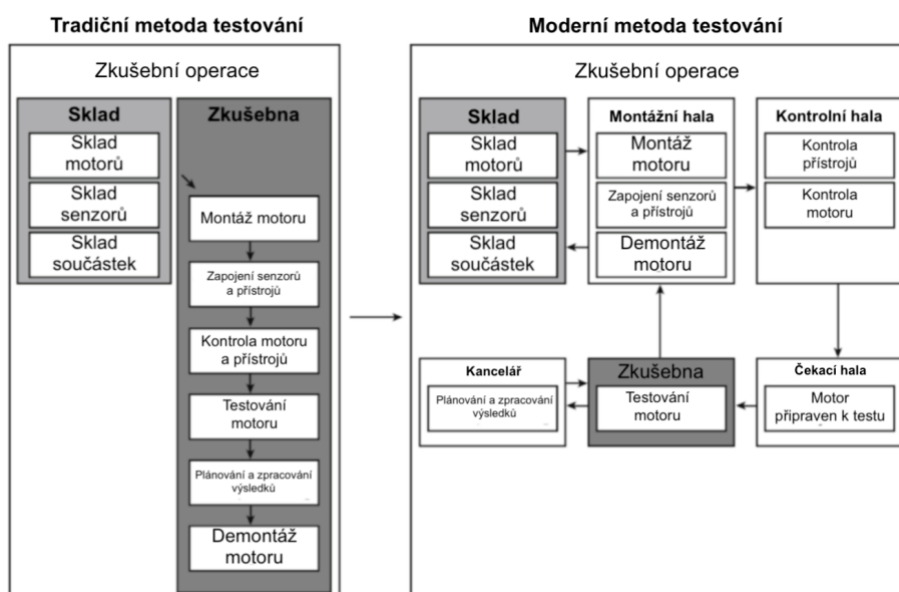 Tradiční metoda testování
Zkušební operace
Sklad
Sklad
motorů
Sklad
senzorů
Sklad
součástek
Zkušebna
Montáž motoru
Zapojení senzorů
a přístrojů
Kontrola motoru
a přístrojů
Testování
motoru
Plánování a zpracování
výsledků
Demontáž
motoru
Moderní metoda testování
Zkušební operace
Sklad
Sklad
motorů
Sklad
senzorů
Sklad
součástek
Montážní hala
Montáž
motoru
Zapojení senzorů
a přístrojů
Demontáž
motoru
Kontrolní hala
Kontrola
přístrojů
Kontrola
motoru
Kancelář
Plánování a zpracování
výsledků
Zkušebna
Testování
motoru
Čekací hala
Motor
připraven k testu